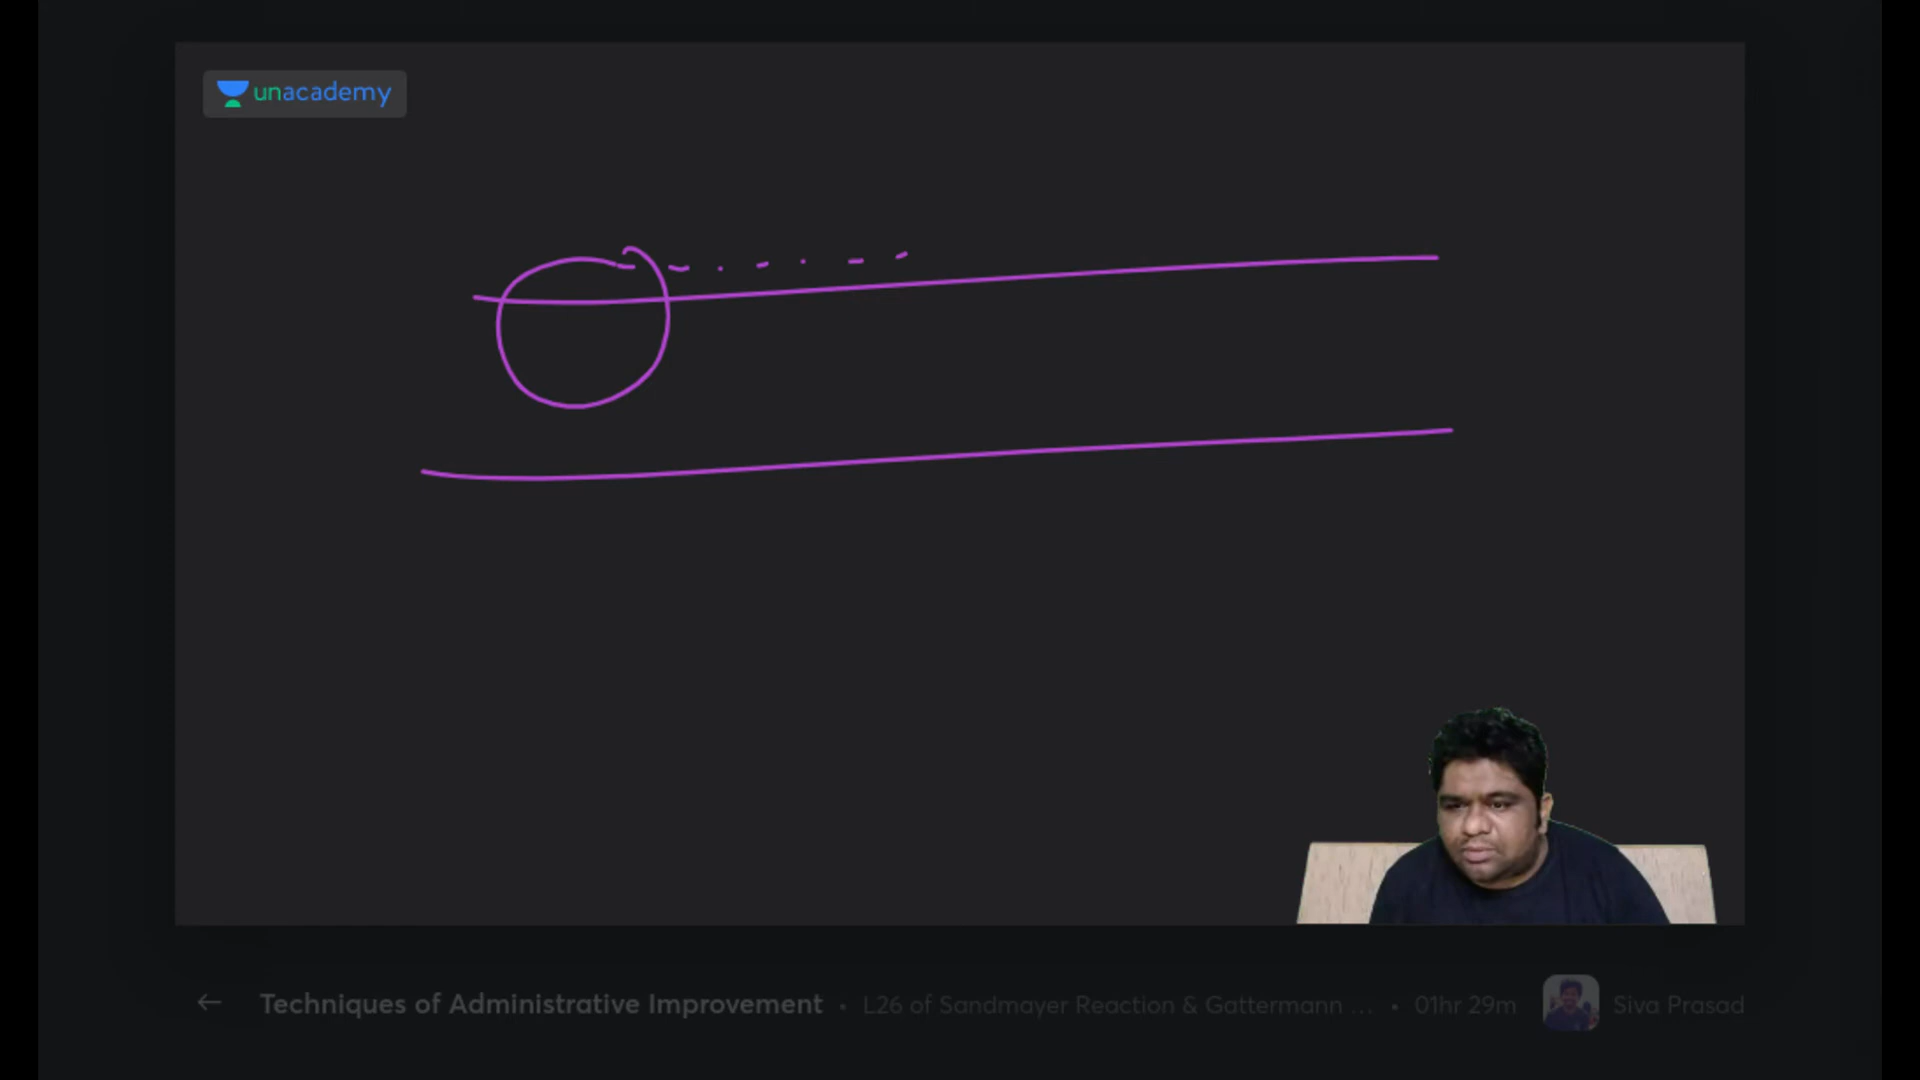 unacademy
Techniques of Administrative Improvement • L26 of Sandmayer Reaction & Gattermann ... • 01hr 29m Siva Prasad